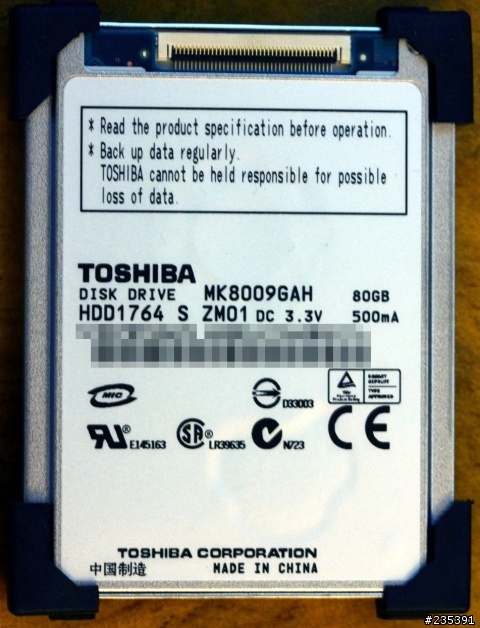 * Read the product specification before operation.
* Back up data regularly.
TOSHIBA cannot be held responsible for possible
loss of data.
TOSHIBA
DISK DRIVE MK8009GAH 80GB
HDD1764 S ZM01 DC 3.3V 500mA
MIC
D33003
E145163
SA
LR39635
N723
CE
TOSHIBA CORPORATION
中国制造 MADE IN CHINA
#235391